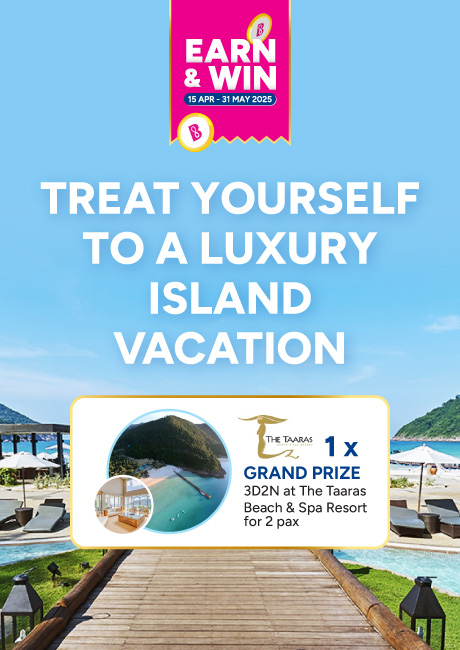 EARN
& WIN
15 APR - 31 MAY 2025
B
TREAT YOURSELF
TO A LUXURY
ISLAND
VACATION
THE TAARAS
1 x
GRAND PRIZE
3D2N at The Taaras
Beach & Spa Resort
for 2 pax